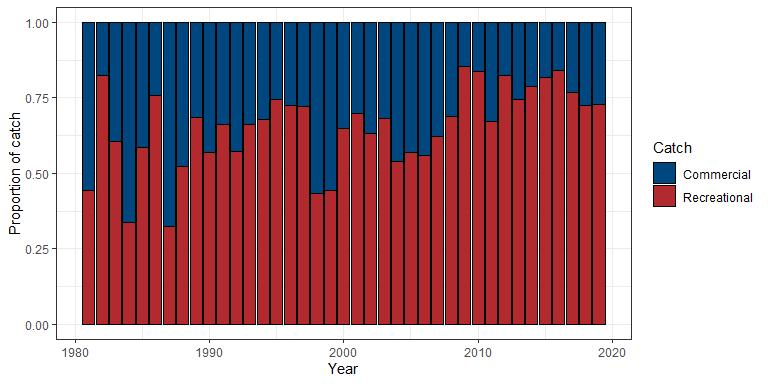 1.00
0.75
0.50
0.25
0.00
Proportion of catch
1980
1990
2000
2010
2020
Year
Catch
Commercial
Recreational